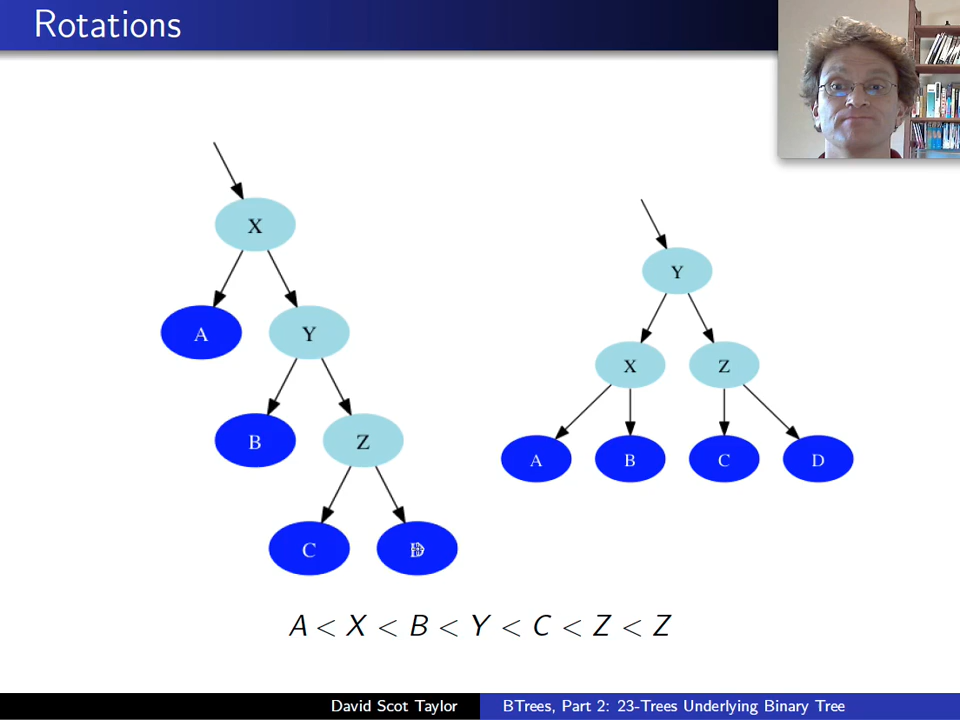 Rotations
X
Y
A
Y
X
Z
B
Z
A
B
C
D
C
D
A < X < B < Y < C < Z < Z
David Scot Taylor
BTrees, Part 2: 23-Trees Underlying Binary Tree